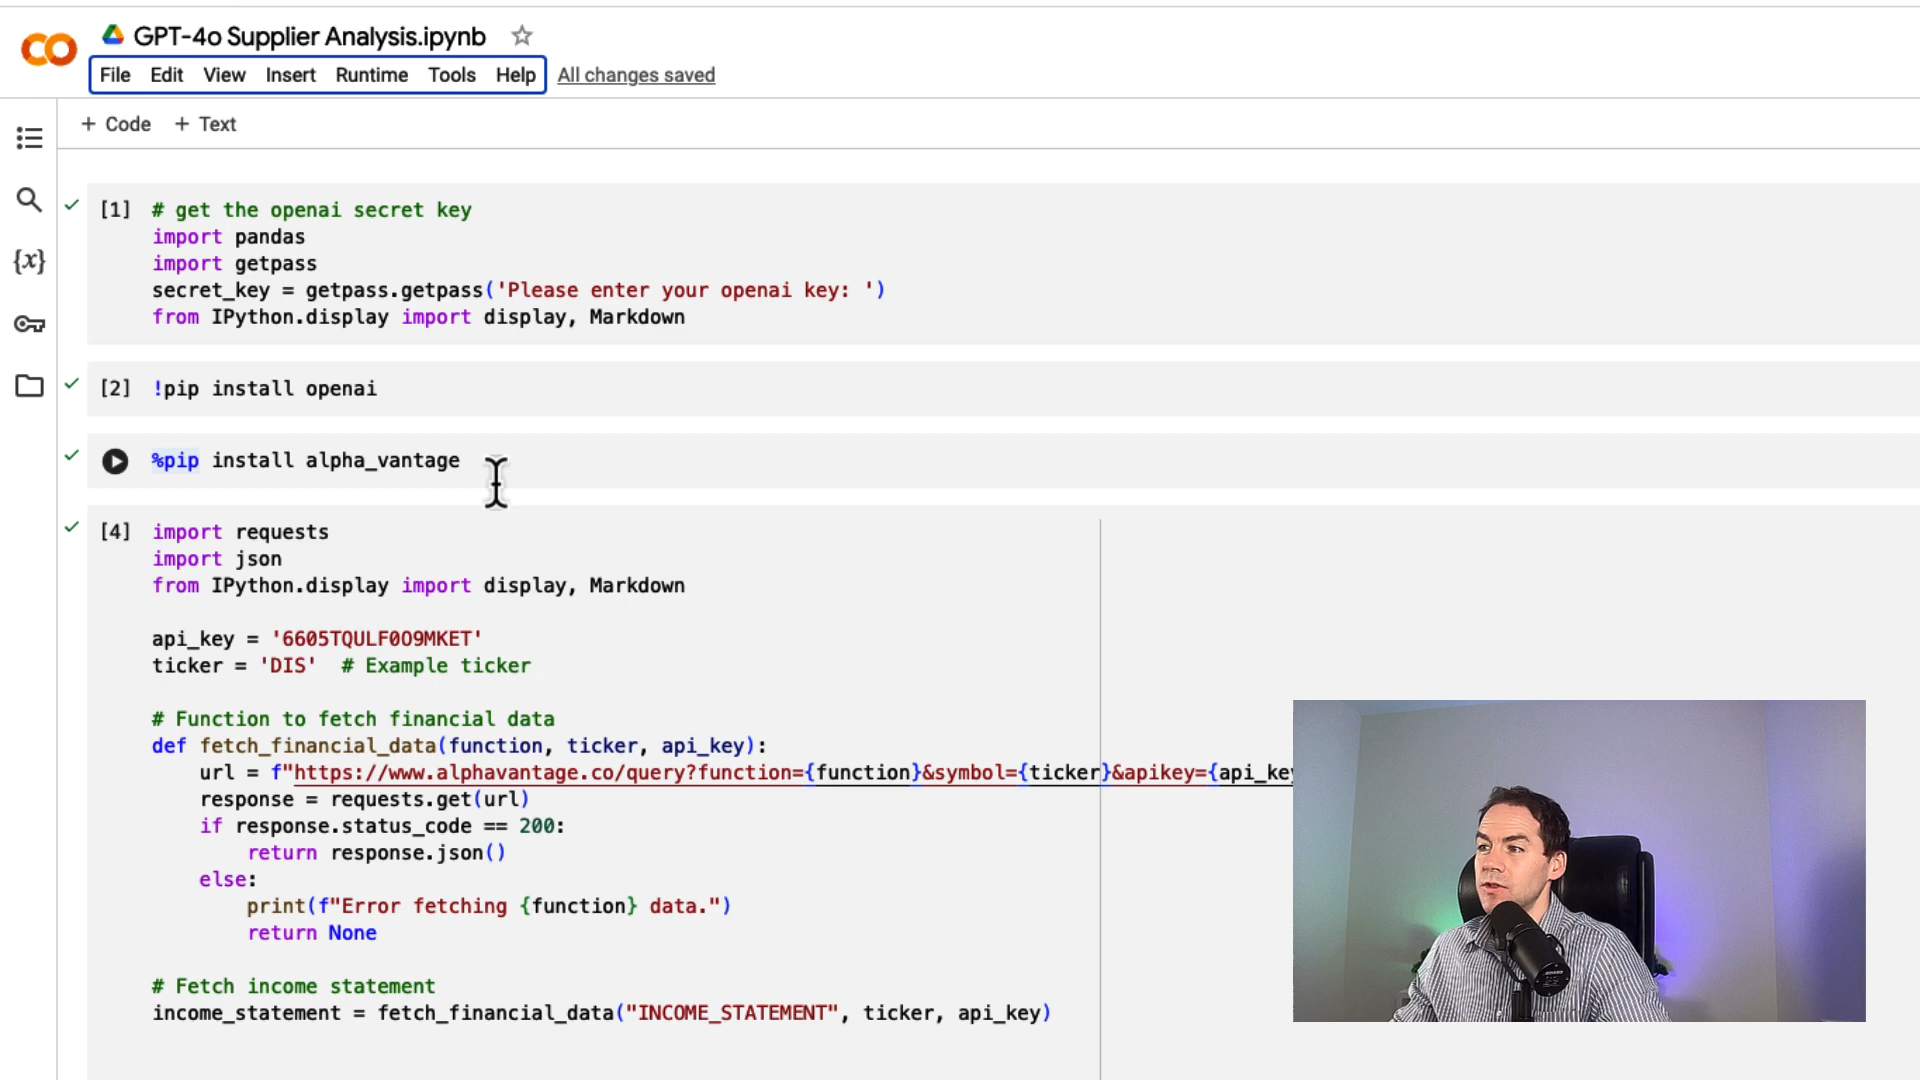 GPT-4o Supplier Analysis.ipynb
File Edit View Insert Runtime Tools Help All changes saved
+ Code + Text
[1] # get the openai secret key
import pandas
import getpass
secret_key = getpass.getpass('Please enter your openai key: ')
from IPython.display import display, Markdown
[2] !pip install openai
%pip install alpha_vantage
[4] import requests
import json
from IPython.display import display, Markdown
api_key = '6605TQULF0O9MKET'
ticker = 'DIS' # Example ticker
# Function to fetch financial data
def fetch_financial_data(function, ticker, api_key):
url = f"https://www.alphavantage.co/query?function={function}&symbol={ticker}&apikey={api_key
response = requests.get(url)
if response.status_code == 200:
return response.json()
else:
print(f"Error fetching {function} data.")
return None
# Fetch income statement
income_statement = fetch_financial_data("INCOME_STATEMENT", ticker, api_key)